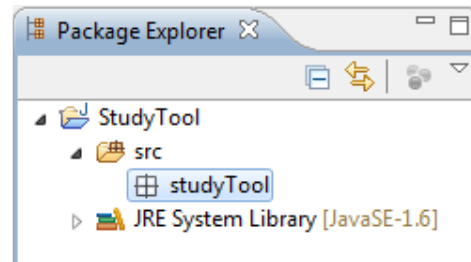 Package Explorer
StudyTool
src
studyTool
JRE System Library [JavaSE-1.6]